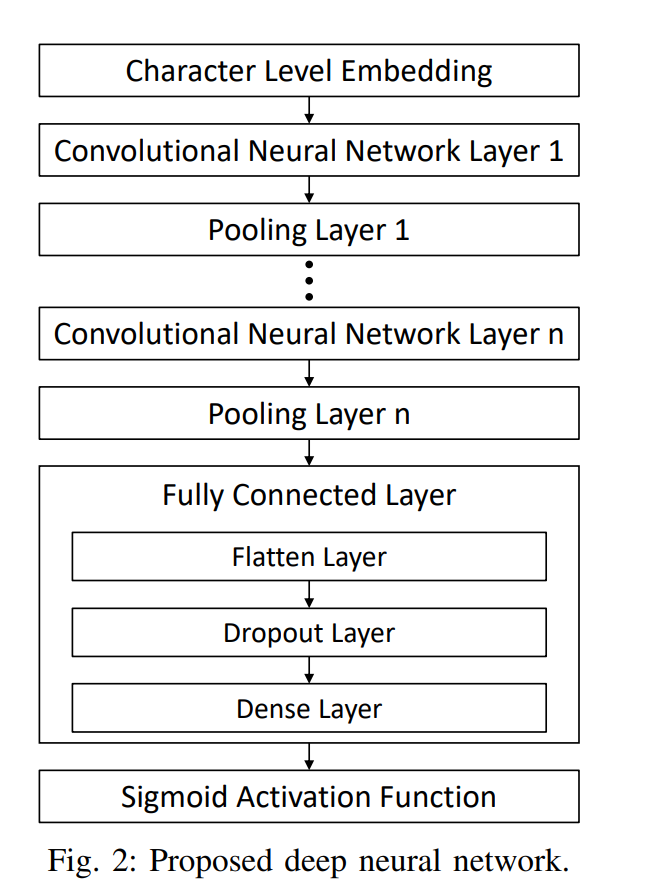 Character Level Embedding
Convolutional Neural Network Layer 1
Pooling Layer 1
Convolutional Neural Network Layer n
Pooling Layer n
Fully Connected Layer
Flatten Layer
Dropout Layer
Dense Layer
Sigmoid Activation Function
Fig. 2: Proposed deep neural network.